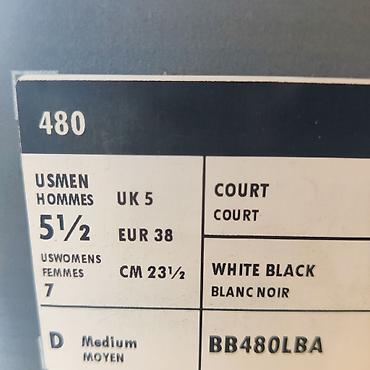 480
USMEN
HOMMES
5½
USWOMENS
FEMMES
7
UK 5
EUR 38
CM 23½
COURT
COURT
WHITE BLACK
BLANC NOIR
D Medium
MOYEN
BB480LBA